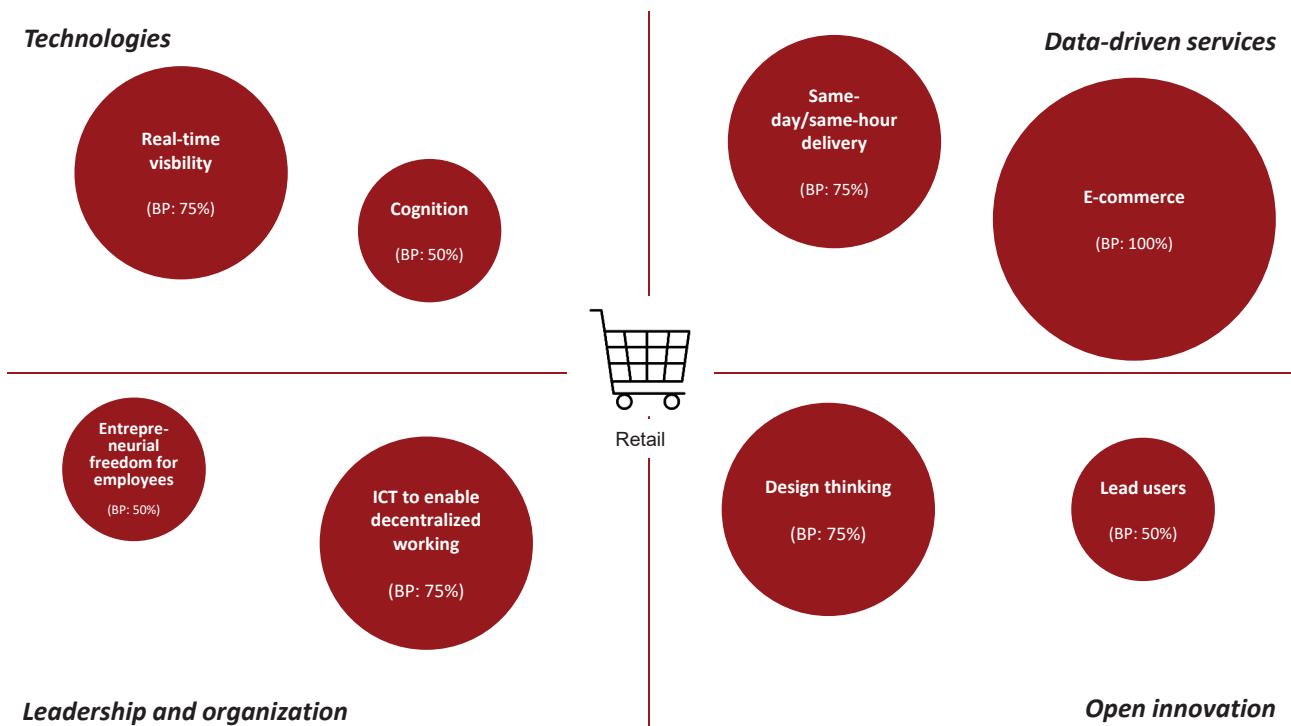 Technologies
Real-time
visbility
(BP: 75%)
Cognition
(BP: 50%)
Data-driven services
Same-
day/same-hour
delivery
(BP: 75%)
E-commerce
(BP: 100%)
Retail
Entrepre-
neurial
freedom for
employees
(BP: 50%)
ICT to enable
decentralized
working
(BP: 75%)
Leadership and organization
Design thinking
(BP: 75%)
Lead users
(BP: 50%)
Open innovation